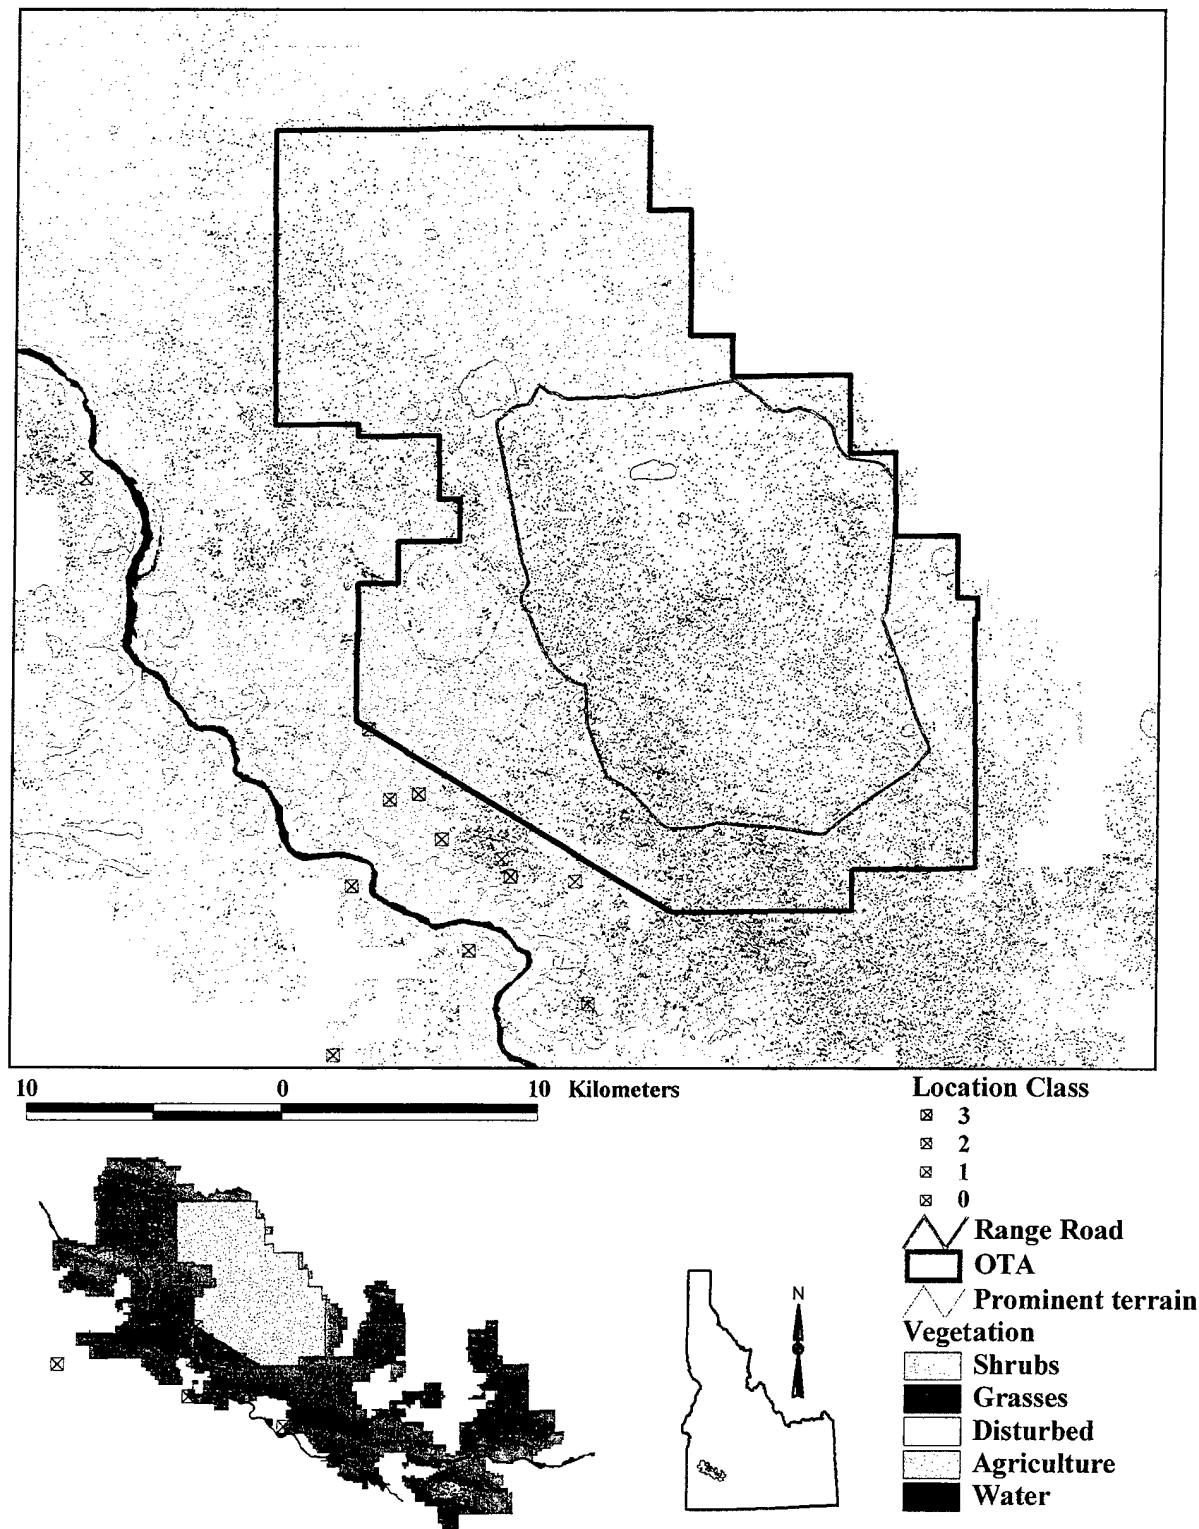 10 0 10 Kilometers
Location Class
3
2
1
0
Range Road
OTA
Prominent terrain
Vegetation
Shrubs
Grasses
Disturbed
Agriculture
Water
N